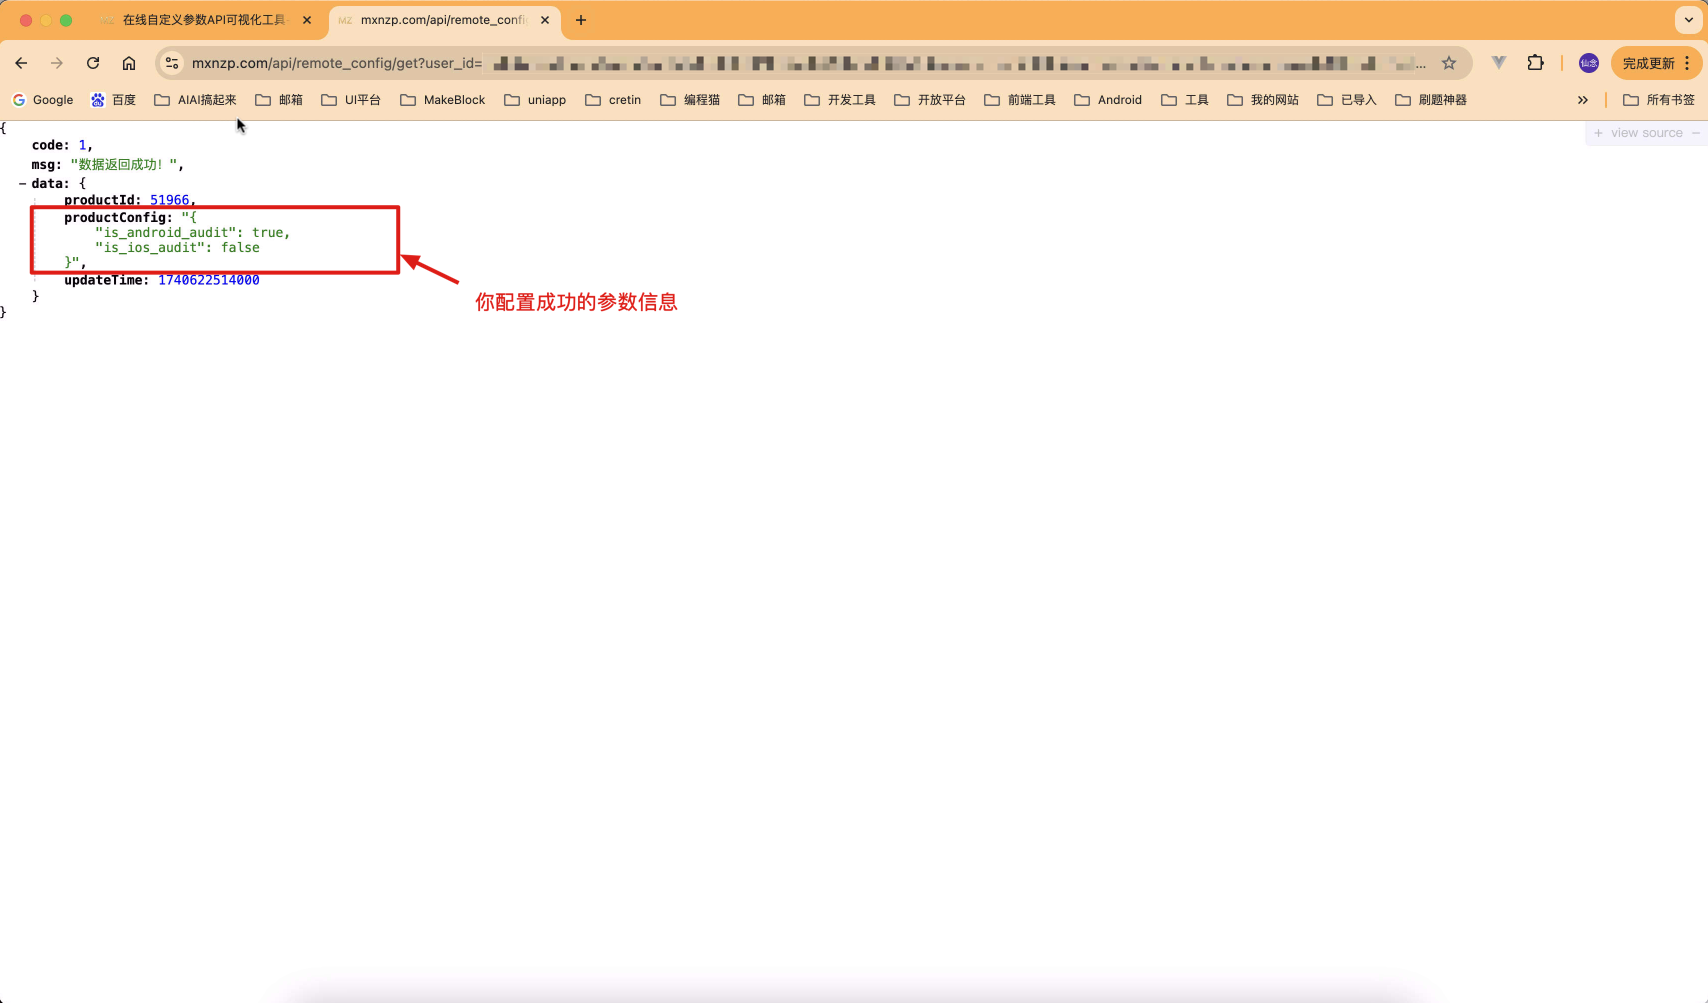 在线自定义参数API可视化工具
mxnzp.com/api/remote_confi
mxnzp.com/api/remote_config/get?user_id=
...
仙念
完成更新
Google 百度 AIAI搞起来 邮箱 UI平台 MakeBlock uniapp cretin 编程猫 邮箱 开发工具 开放平台 前端工具 Android 工具 我的网站 已导入 刷题神器 » 所有书签
+ view source −
{
code: 1,
msg: "数据返回成功！",
− data: {
productId: 51966,
productConfig: "{
"is_android_audit": true,
"is_ios_audit": false
}",
updateTime: 1740622514000
}
}
你配置成功的参数信息